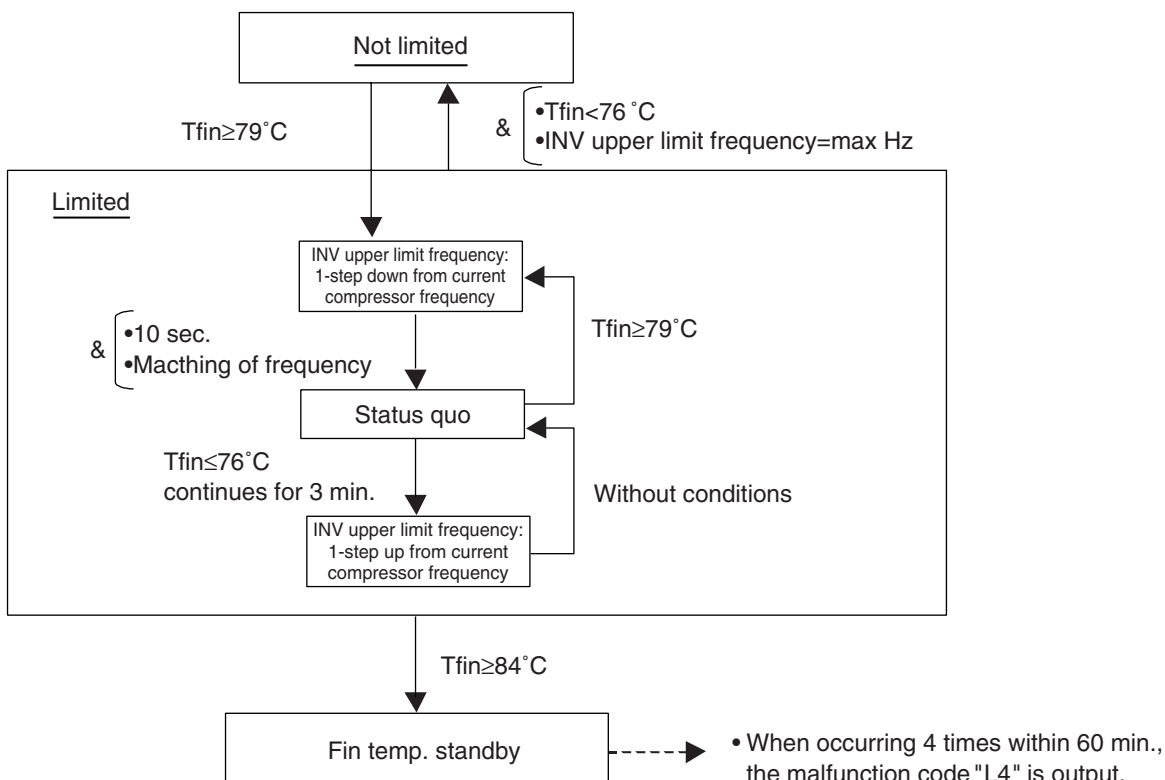 Not limited
Tfin≥79˚C
&
•Tfin<76 ˚C
•INV upper limit frequency=max Hz
Limited
INV upper limit frequency:
1-step down from current
compressor frequency
&
•10 sec.
•Macthing of frequency
Tfin≥79˚C
Status quo
Tfin≤76˚C
continues for 3 min.
Without conditions
INV upper limit frequency:
1-step up from current
compressor frequency
Tfin≥84˚C
Fin temp. standby
• When occurring 4 times within 60 min.,
the malfunction code "L4" is output.